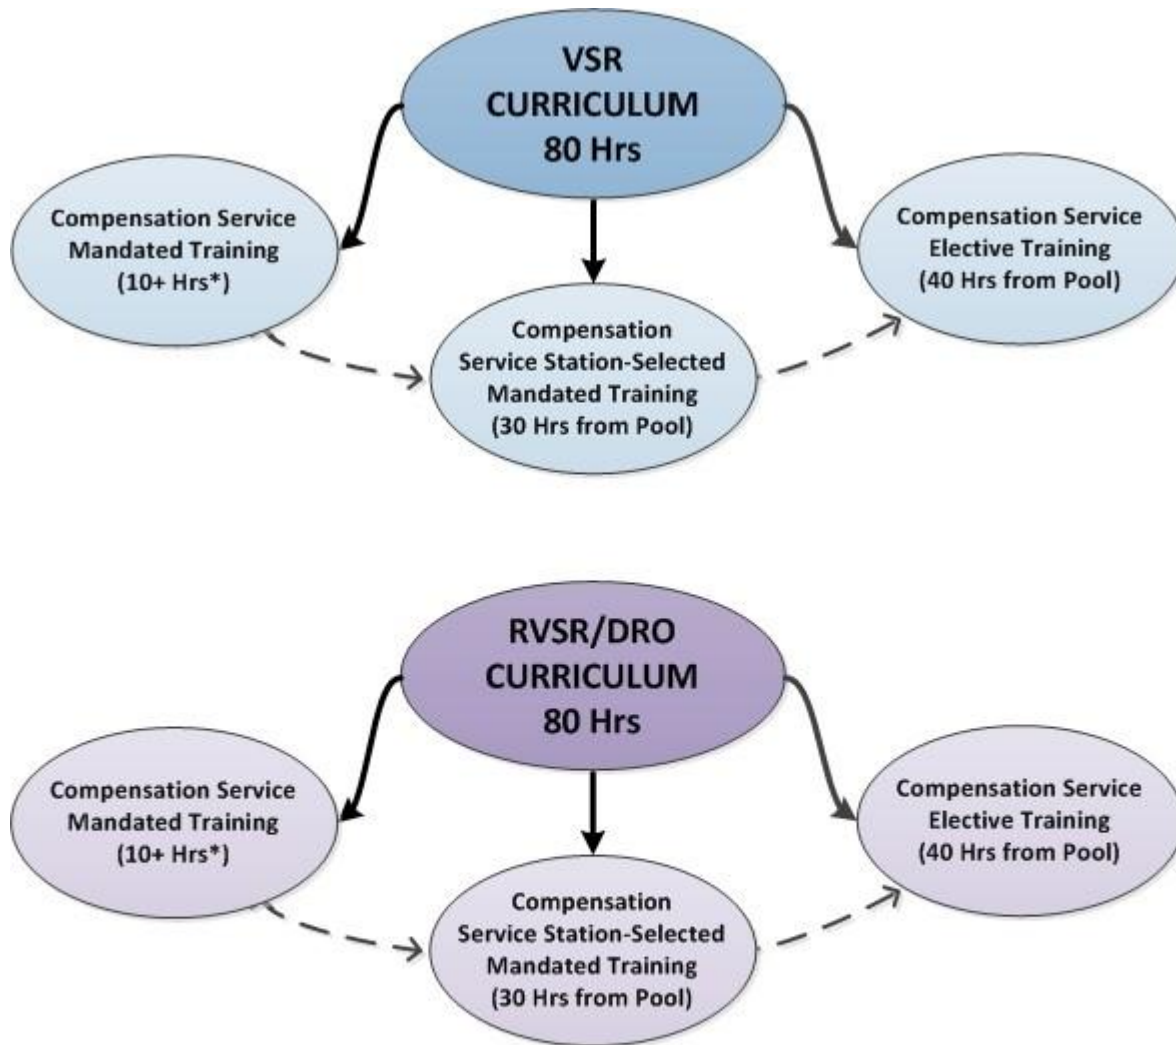 VSR
CURRICULUM
80 Hrs
Compensation Service
Mandated Training
(10+ Hrs*)
Compensation
Service Station-Selected
Mandated Training
(30 Hrs from Pool)
Compensation Service
Elective Training
(40 Hrs from Pool)
RVSR/DRO
CURRICULUM
80 Hrs
Compensation Service
Mandated Training
(10+ Hrs*)
Compensation
Service Station-Selected
Mandated Training
(30 Hrs from Pool)
Compensation Service
Elective Training
(40 Hrs from Pool)